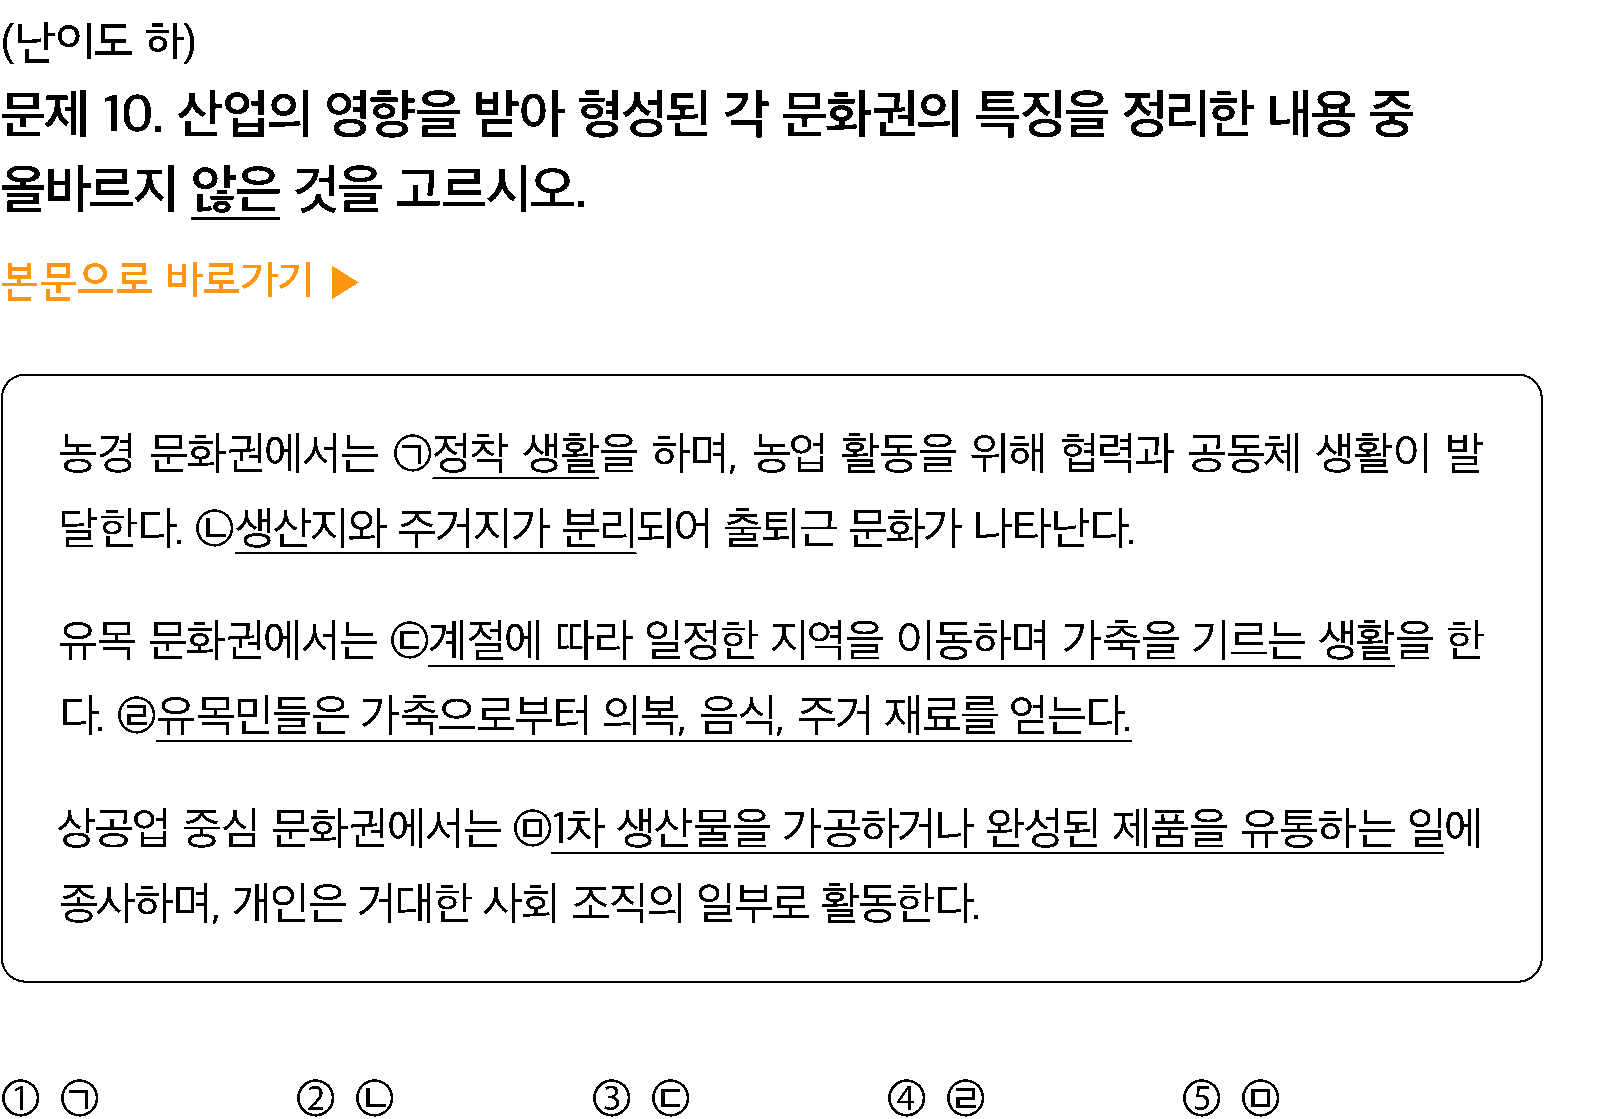 (난이도 하)
문제 10. 산업의 영향을 받아 형성된 각 문화권의 특징을 정리한 내용 중
올바르지 않은 것을 고르시오.
본문으로 바로가기 ▶
농경 문화권에서는 ㉠정착 생활을 하며, 농업 활동을 위해 협력과 공동체 생활이 발
달한다. ㉡생산지와 주거지가 분리되어 출퇴근 문화가 나타난다.
유목 문화권에서는 ㉢계절에 따라 일정한 지역을 이동하며 가축을 기르는 생활을 한
다. ㉣유목민들은 가축으로부터 의복, 음식, 주거 재료를 얻는다.
상공업 중심 문화권에서는 ㉤1차 생산물을 가공하거나 완성된 제품을 유통하는 일에
종사하며, 개인은 거대한 사회 조직의 일부로 활동한다.
① ㉠ ② ㉡ ③ ㉢ ④ ㉣ ⑤ ㉤